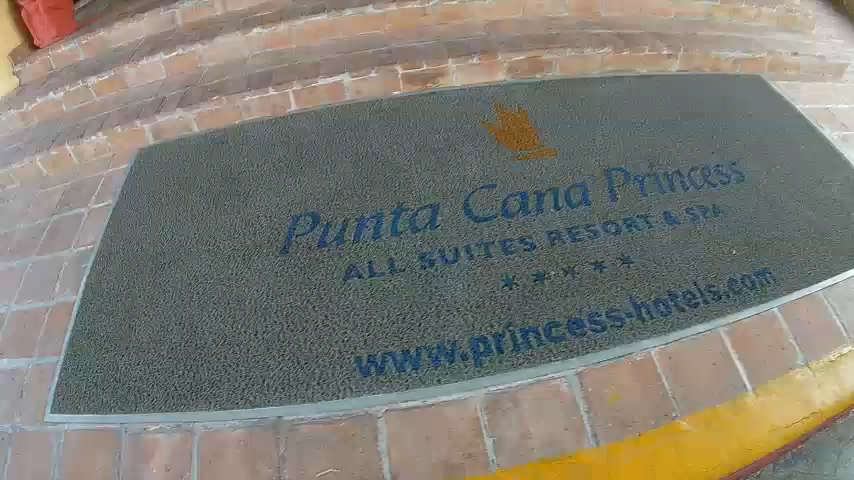 Punta Cana Princess
ALL SUITES RESORT & SPA
*****
www.princess-hotels.com